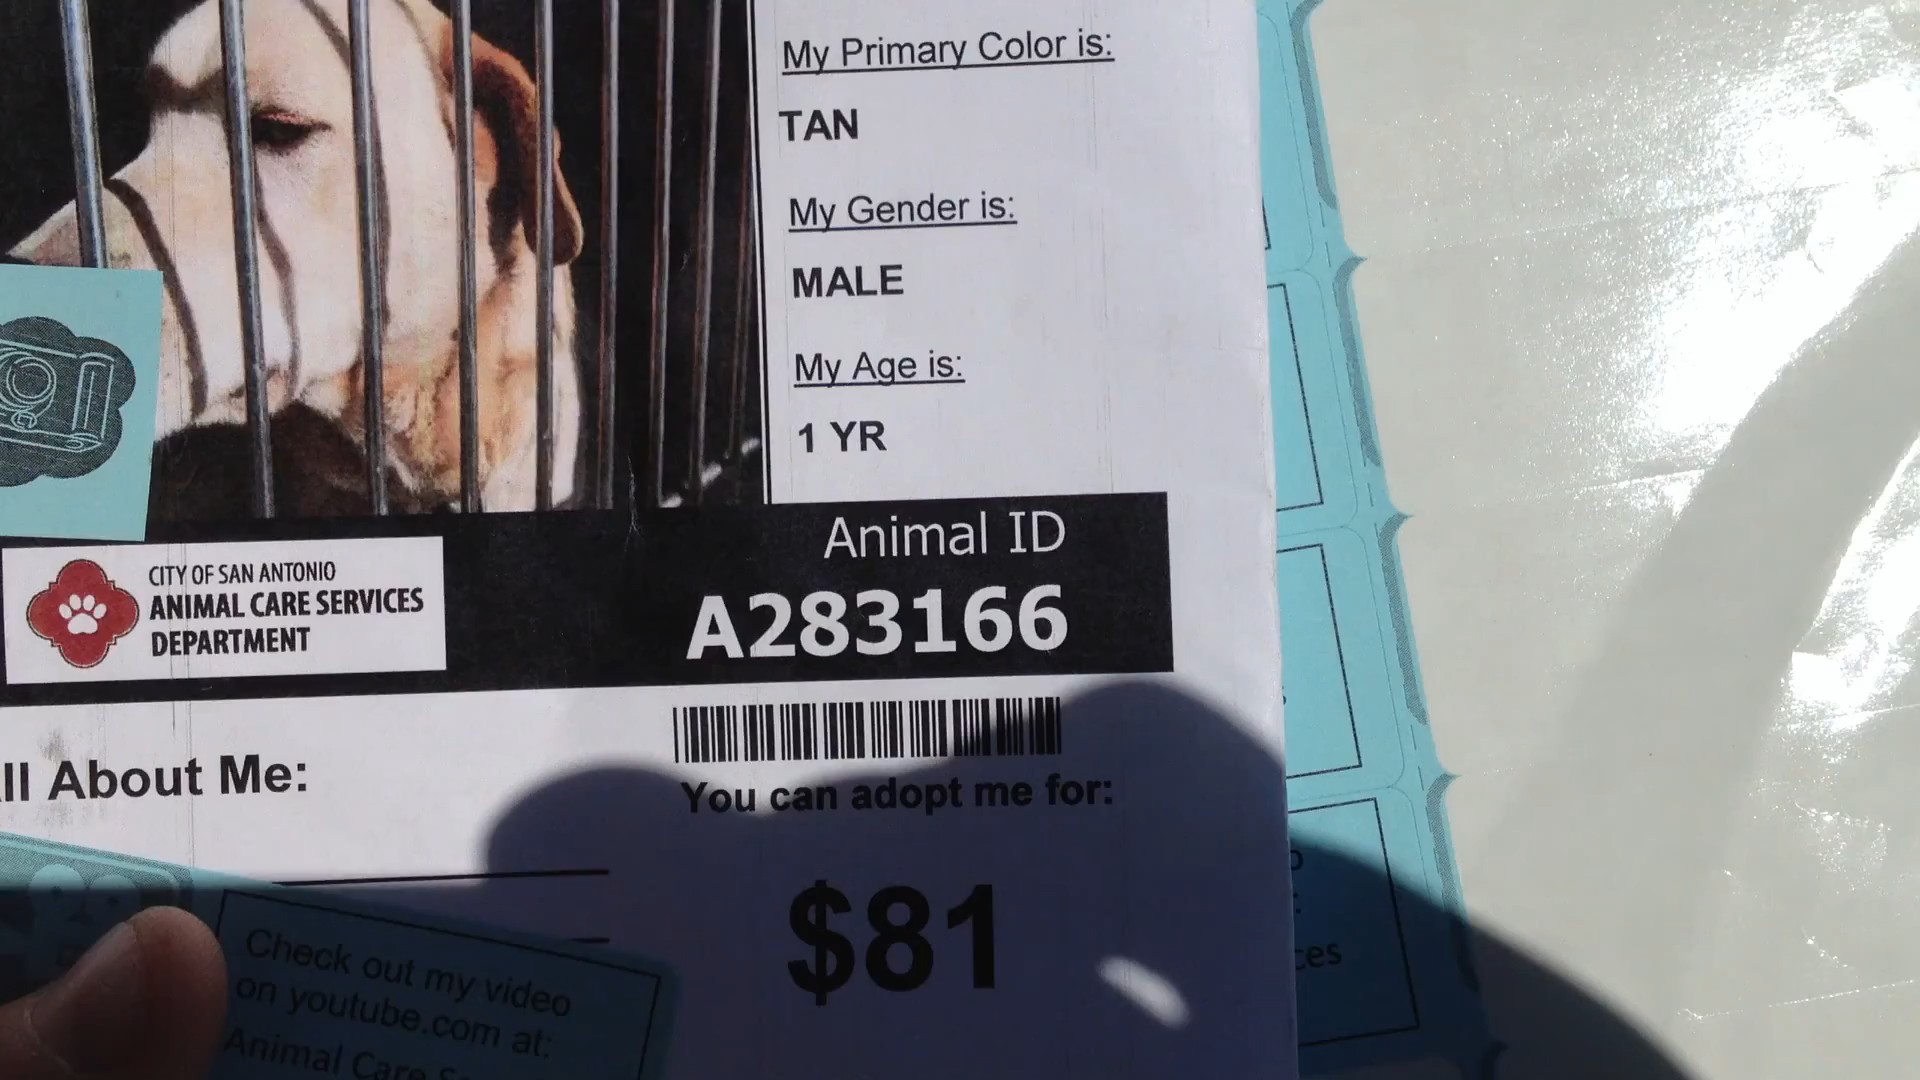 My Primary Color is:
TAN
My Gender is:
MALE
My Age is:
1 YR
Animal ID
A283166
CITY OF SAN ANTONIO
ANIMAL CARE SERVICES
DEPARTMENT
ll About Me:
You can adopt me for:
$81
Check out my video
on youtube.com at:
Animal Care